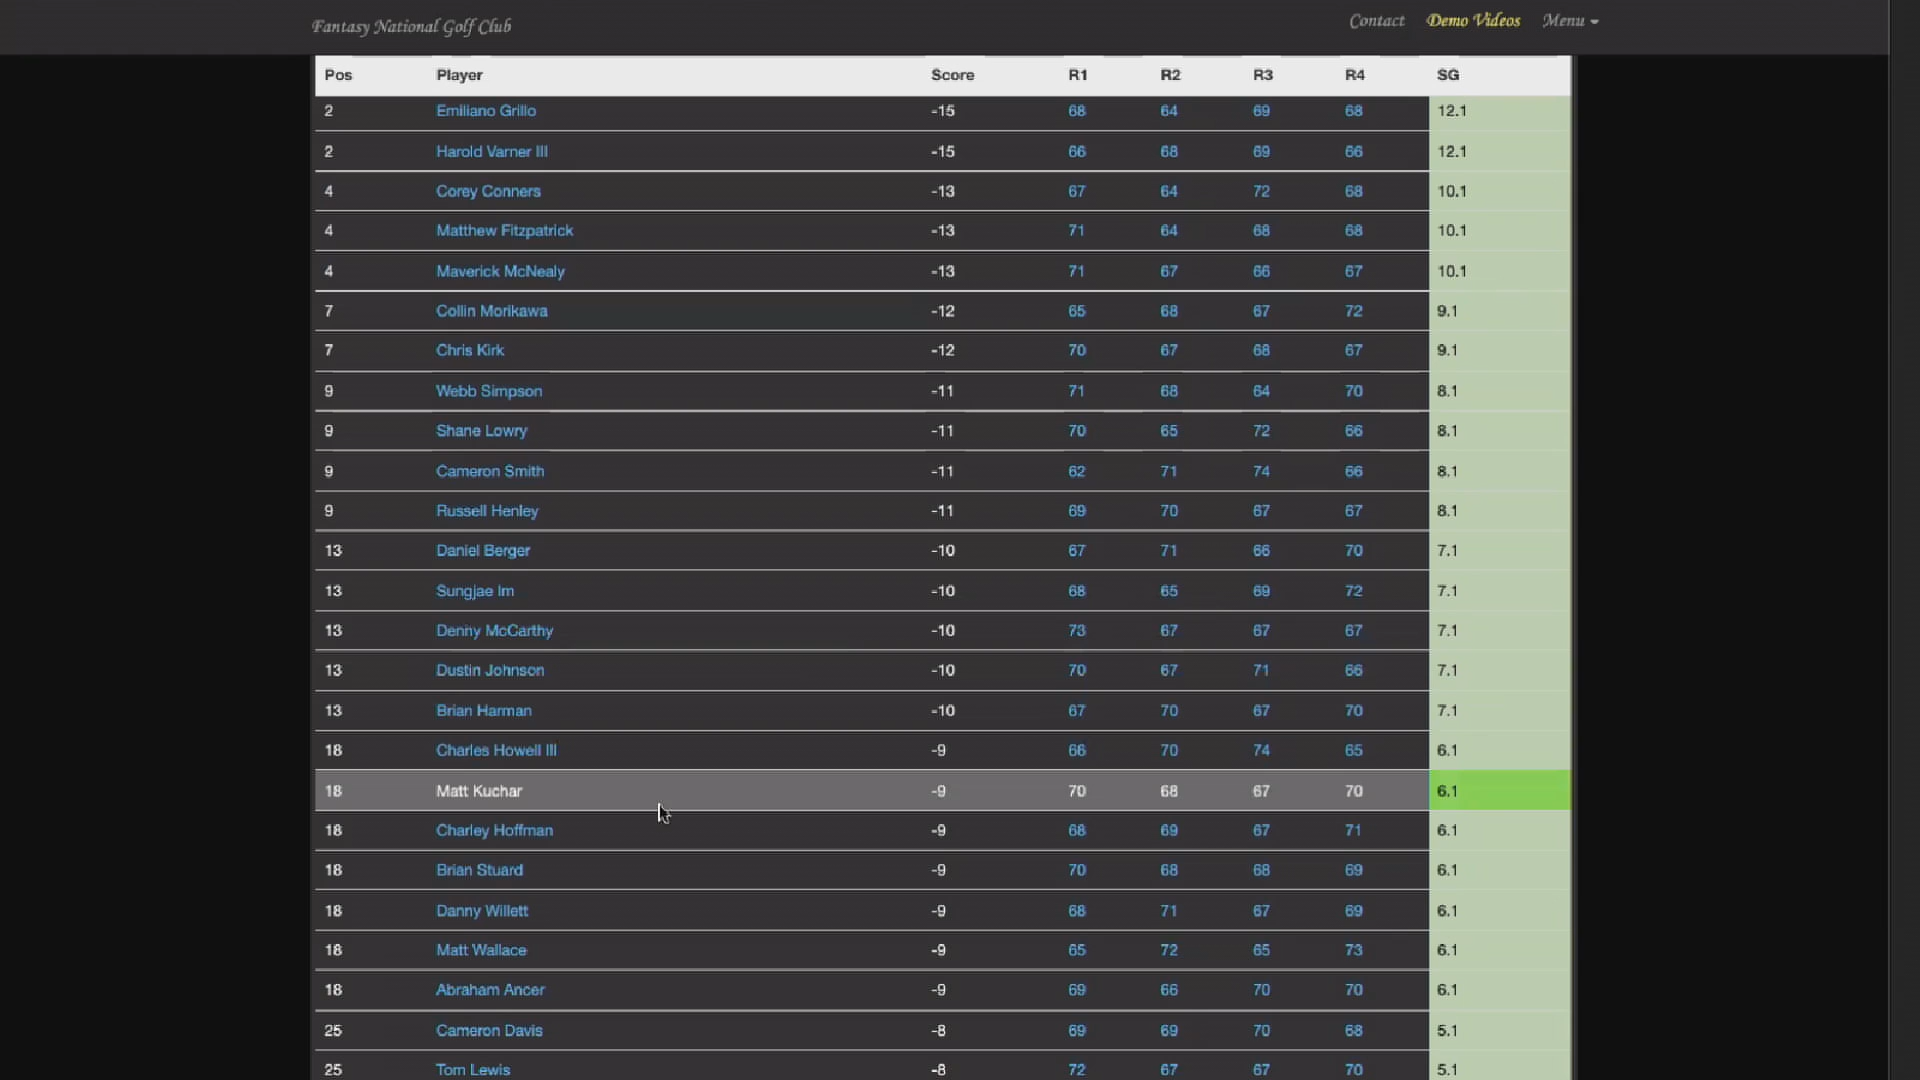 Fantasy National Golf Club Contact Demo Videos Menu
Pos Player Score R1 R2 R3 R4 SG
2 Emiliano Grillo -15 68 64 69 68 12.1
2 Harold Varner III -15 66 68 69 66 12.1
4 Corey Conners -13 67 64 72 68 10.1
4 Matthew Fitzpatrick -13 71 64 68 68 10.1
4 Maverick McNealy -13 71 67 66 67 10.1
7 Collin Morikawa -12 65 68 67 72 9.1
7 Chris Kirk -12 70 67 68 67 9.1
9 Webb Simpson -11 71 68 64 70 8.1
9 Shane Lowry -11 70 65 72 66 8.1
9 Cameron Smith -11 62 71 74 66 8.1
9 Russell Henley -11 69 70 67 67 8.1
13 Daniel Berger -10 67 71 66 70 7.1
13 Sungjae Im -10 68 65 69 72 7.1
13 Denny McCarthy -10 73 67 67 67 7.1
13 Dustin Johnson -10 70 67 71 66 7.1
13 Brian Harman -10 67 70 67 70 7.1
18 Charles Howell III -9 66 70 74 65 6.1
18 Matt Kuchar -9 70 68 67 70 6.1
18 Charley Hoffman -9 68 69 67 71 6.1
18 Brian Stuard -9 70 68 68 69 6.1
18 Danny Willett -9 68 71 67 69 6.1
18 Matt Wallace -9 65 72 65 73 6.1
18 Abraham Ancer -9 69 66 70 70 6.1
25 Cameron Davis -8 69 69 70 68 5.1
25 Tom Lewis -8 72 67 67 70 5.1